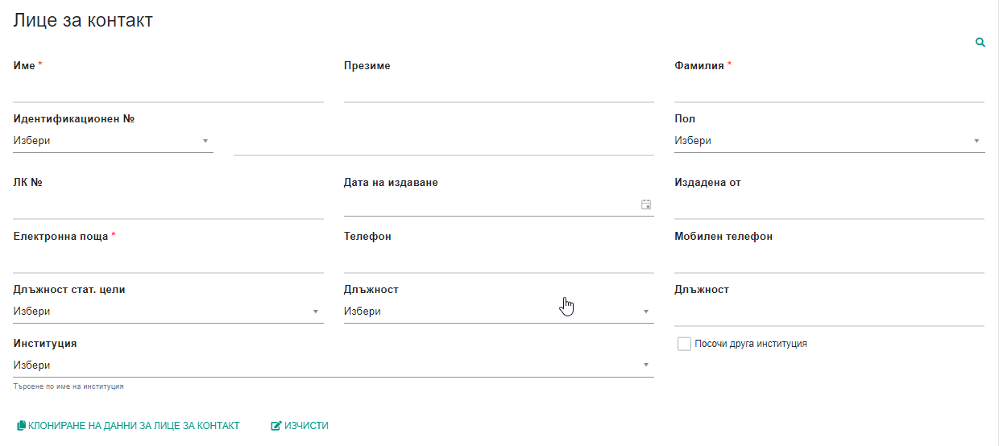 Лице за контакт
Име * Презиме Фамилия *
Идентификационен № Пол
Избери Избери
ЛК № Дата на издаване Издадена от
Електронна поща * Телефон Мобилен телефон
Длъжност стат. цели Длъжност Длъжност
Избери Избери
Институция Посочи друга институция
Избери
Търсене по име на институция
КЛОНИРАНЕ НА ДАННИ ЗА ЛИЦЕ ЗА КОНТАКТ ИЗЧИСТИ